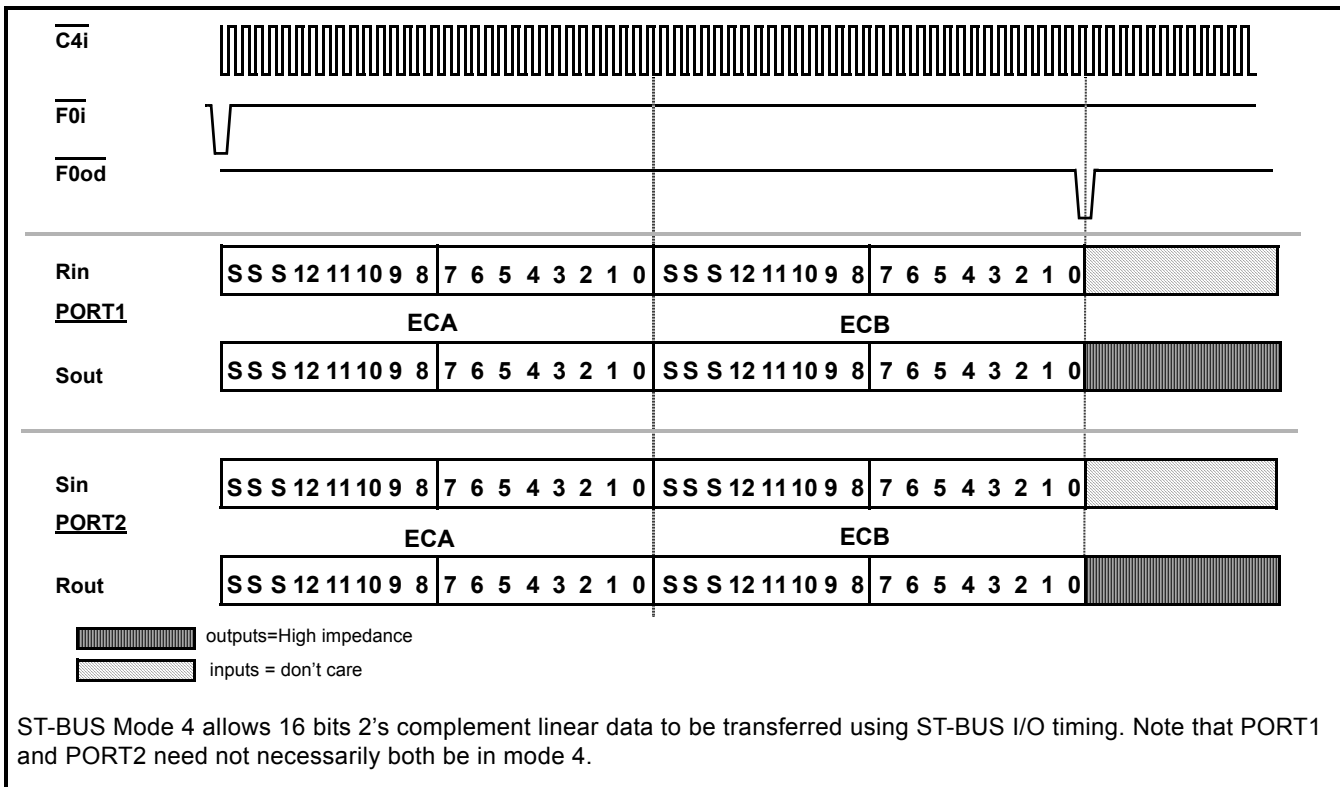 C4i
F0i
F0od
Rin
S S S 12 11 10 9 8 7 6 5 4 3 2 1 0 S S S 12 11 10 9 8 7 6 5 4 3 2 1 0
PORT1
ECA ECB
Sout
S S S 12 11 10 9 8 7 6 5 4 3 2 1 0 S S S 12 11 10 9 8 7 6 5 4 3 2 1 0
Sin
S S S 12 11 10 9 8 7 6 5 4 3 2 1 0 S S S 12 11 10 9 8 7 6 5 4 3 2 1 0
PORT2
ECA ECB
Rout
S S S 12 11 10 9 8 7 6 5 4 3 2 1 0 S S S 12 11 10 9 8 7 6 5 4 3 2 1 0
outputs=High impedance
inputs = don't care
ST-BUS Mode 4 allows 16 bits 2's complement linear data to be transferred using ST-BUS I/O timing. Note that PORT1
and PORT2 need not necessarily both be in mode 4.